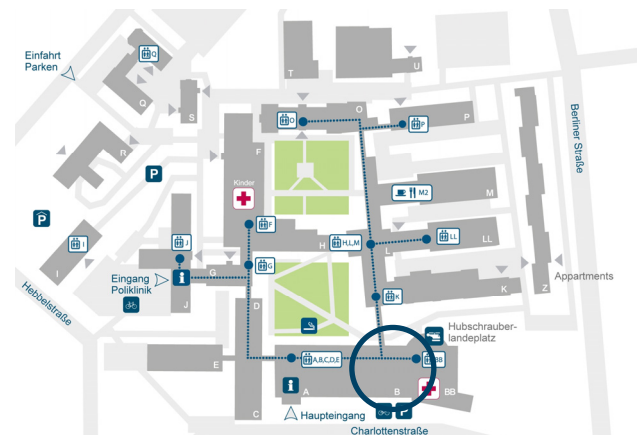 Einfahrt
Parken
Q
Q
S
T
U
O
O
P
P
R
F
Kinder
P
P
M2
M
Berliner Straße
I
I
J
F
H
H,L,M
L
LL
LL
Eingang
Poliklinik
G
G
J
K
K
Z
Appartments
Hebbelstraße
D
Hubschrauber-
landeplatz
E
A,B,C,D,E
BB
A
B
BB
C
Haupteingang
Charlottenstraße